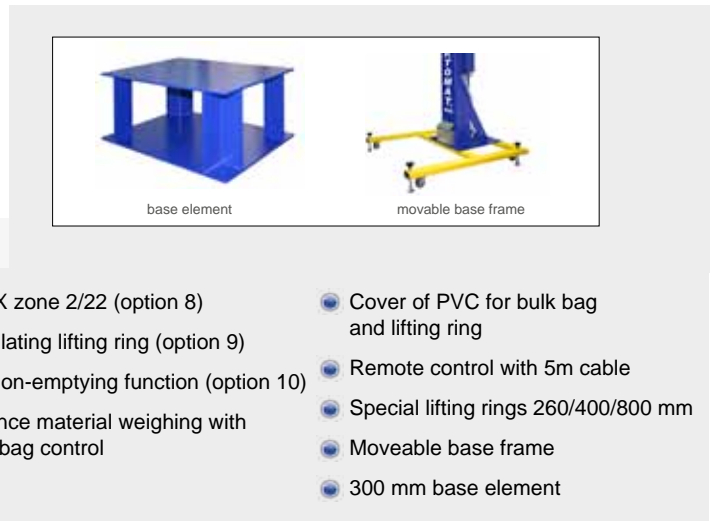 base element
movable base frame
X zone 2/22 (option 8)
lating lifting ring (option 9)
on-emptying function (option 10)
nce material weighing with
bag control
Cover of PVC for bulk bag
and lifting ring
Remote control with 5m cable
Special lifting rings 260/400/800 mm
Moveable base frame
300 mm base element